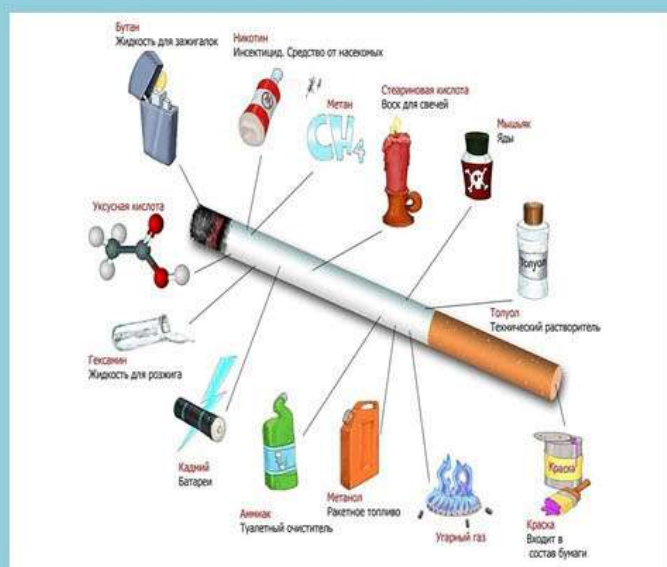 Бутан
Жидкость для зажигалок
Никотин
Инсектицид. Средство от насекомых
Метан
CH4
Стеариновая кислота
Воск для свечей
Мышьяк
Яды
Уксусная кислота
Толуол
Толуол
Технический растворитель
Гексамин
Жидкость для розжига
Кадмий
Батареи
Аммиак
Туалетный очиститель
Метанол
Ракетное топливо
Угарный газ
Краска
Краска
Входит в
состав бумаги